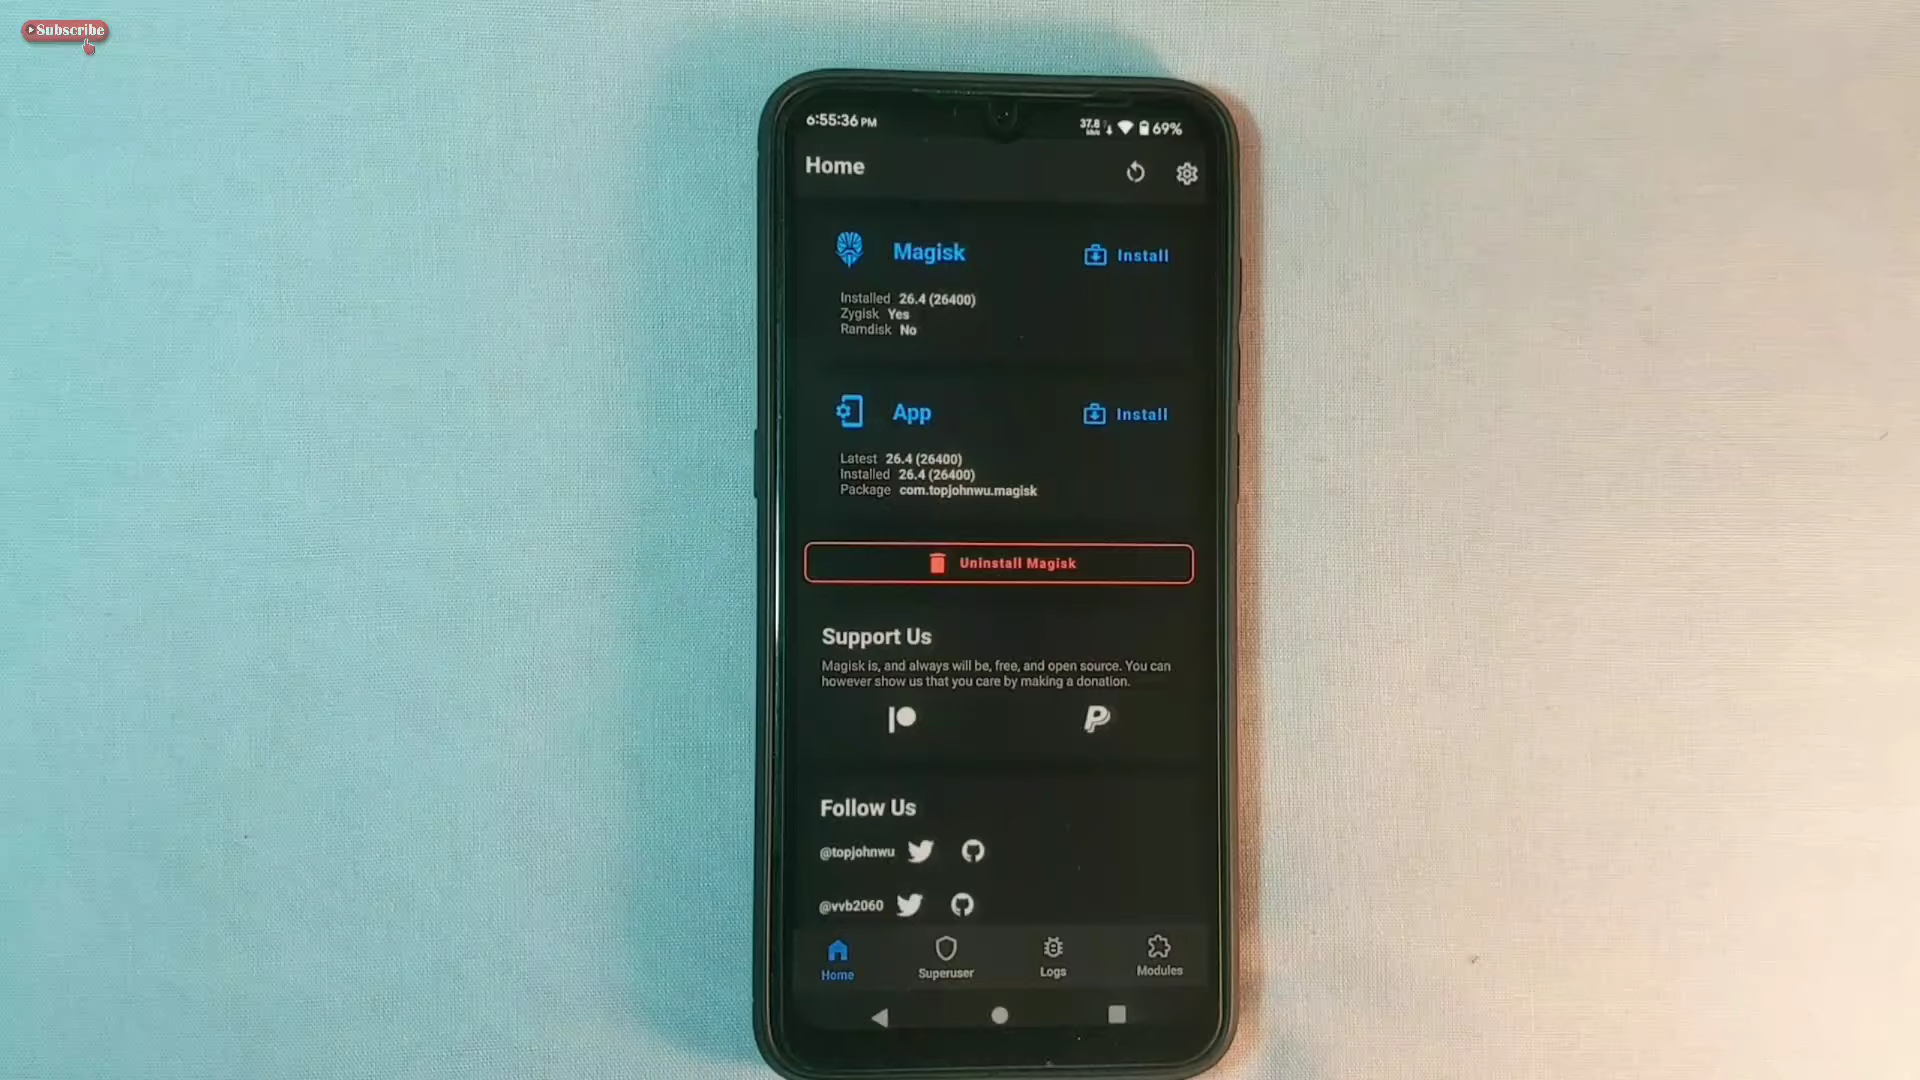 Subscribe
6:55:36 PM
37.8
69%
Home
Magisk
Install
Installed 26.4 (26400)
Zygisk Yes
Ramdisk No
App
Install
Latest 26.4 (26400)
Installed 26.4 (26400)
Package com.topjohnwu.magisk
Uninstall Magisk
Support Us
Magisk is, and always will be, free, and open source. You can
however show us that you care by making a donation.
Follow Us
@topjohnwu
@vvb2060
Home
Superuser
Logs
Modules